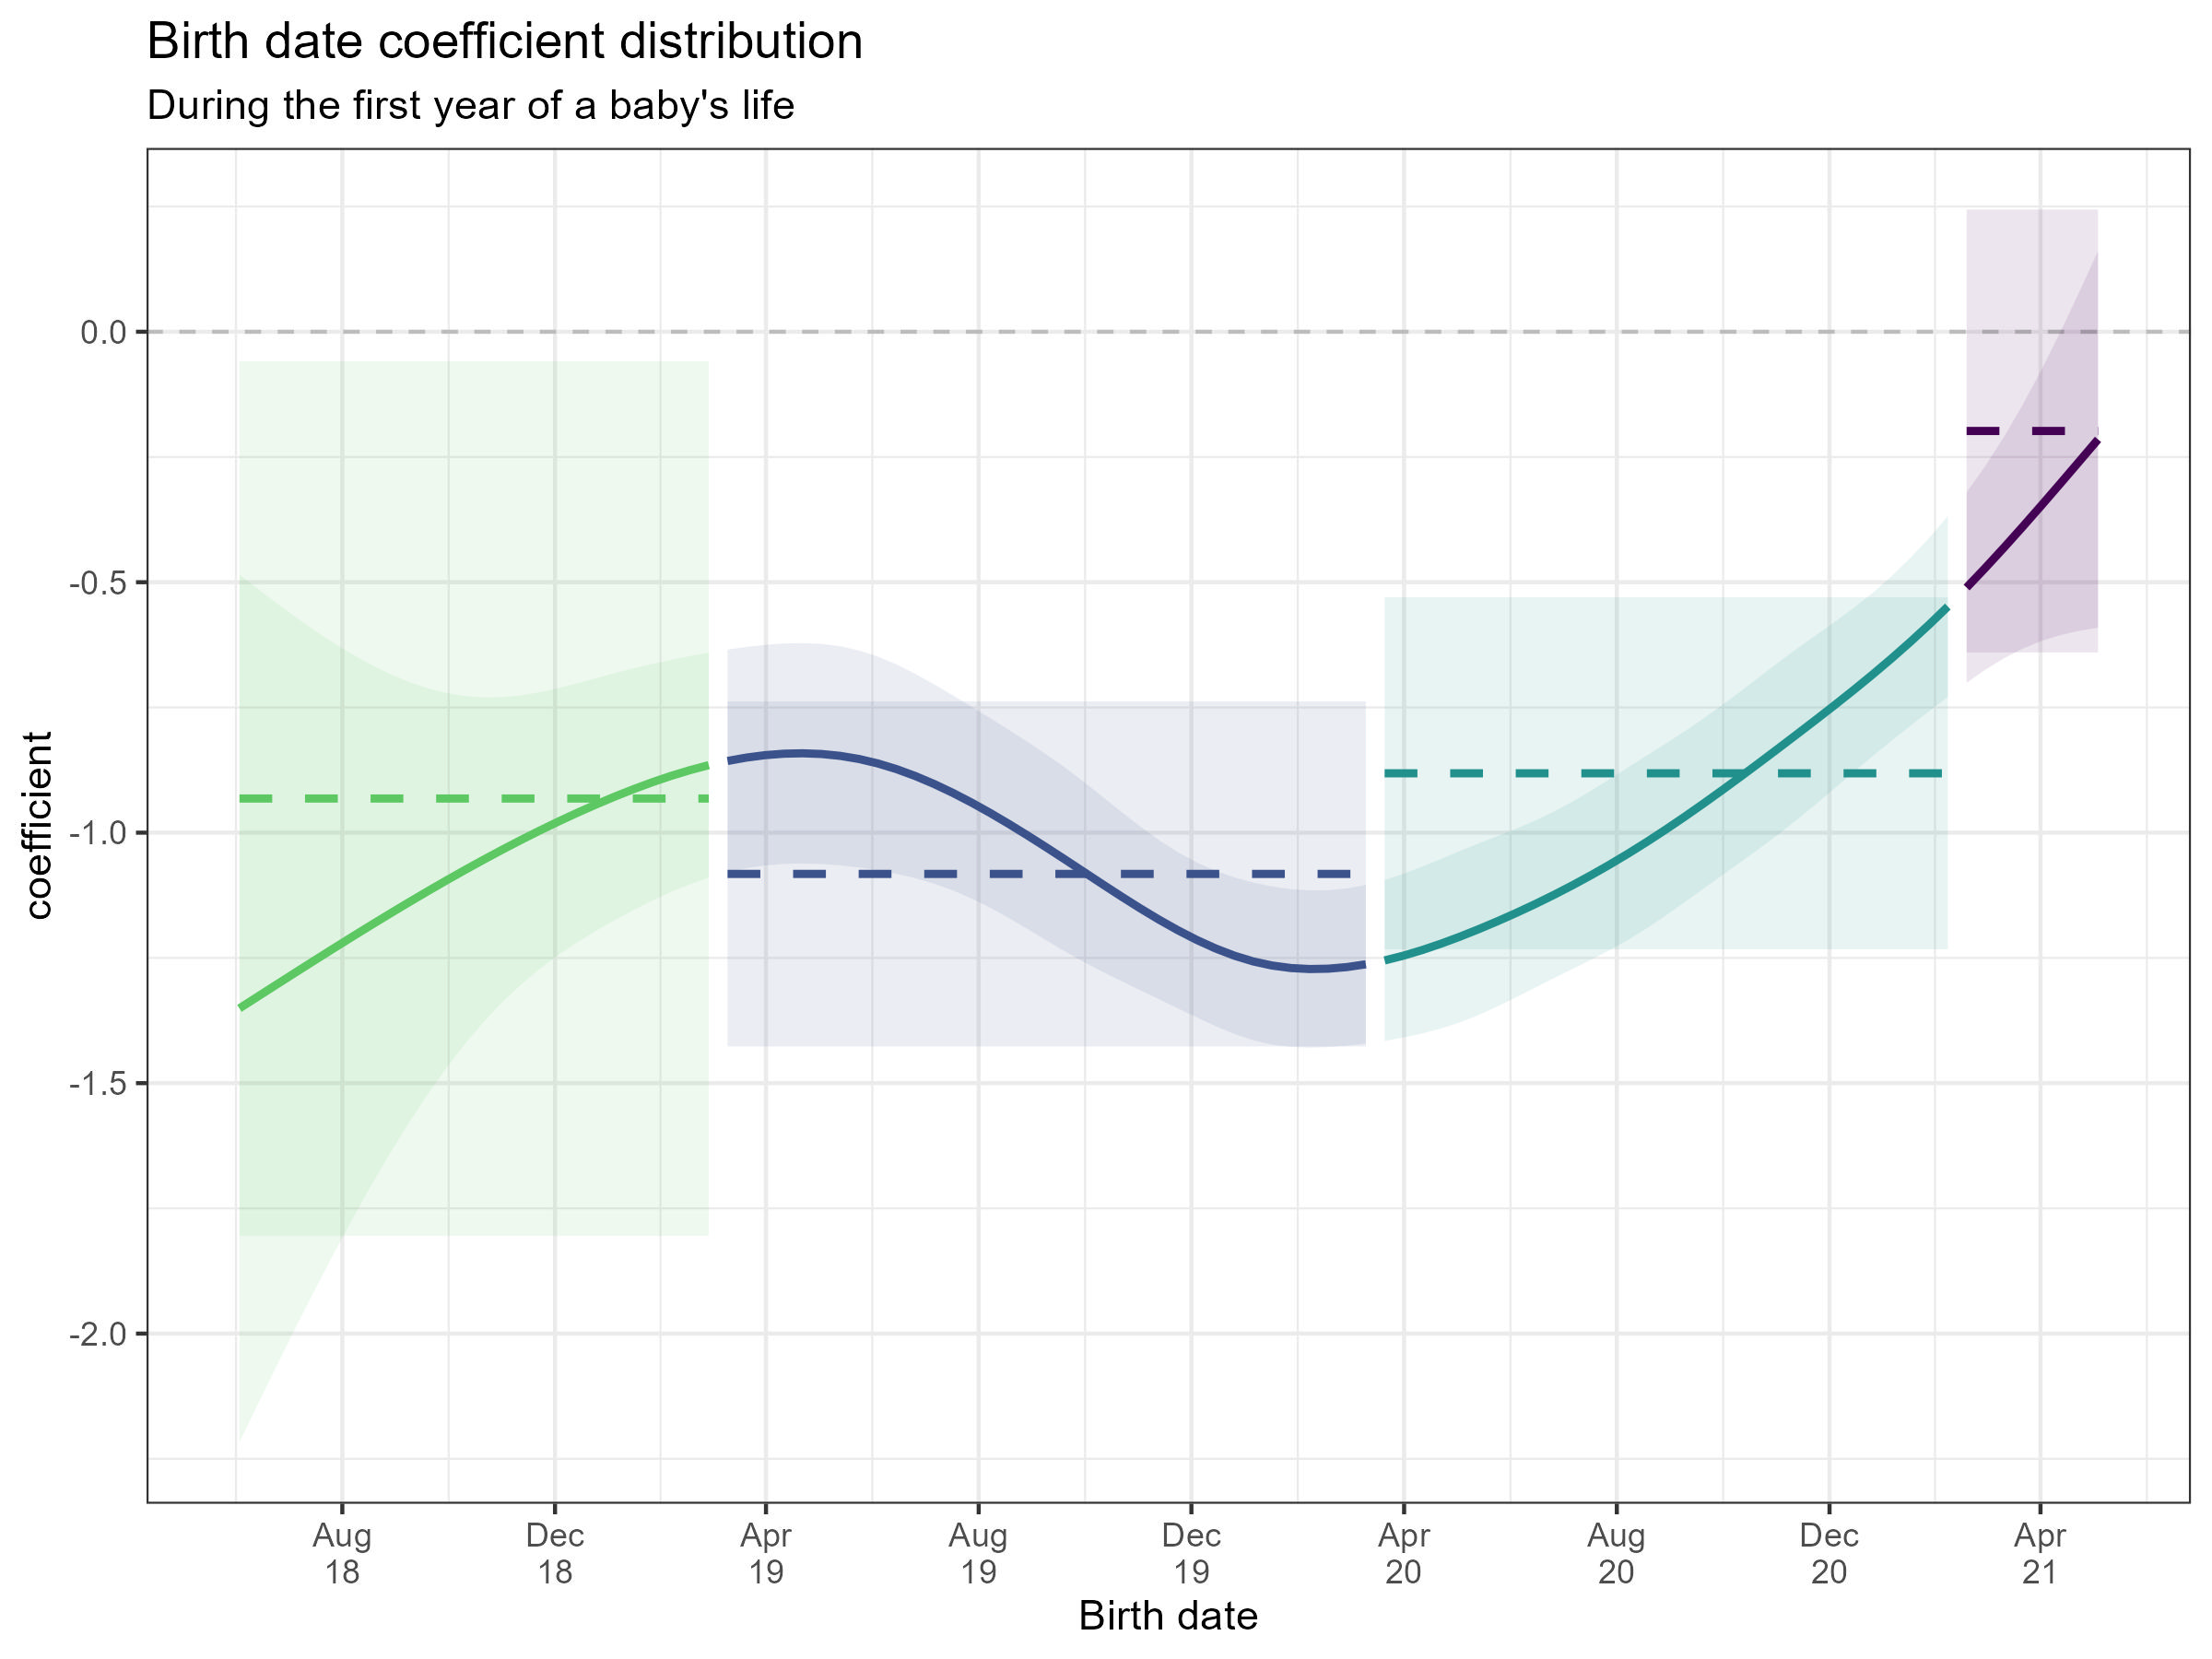 Birth date coefficient distribution
During the first year of a baby's life
coefficient
0.0
-0.5
-1.0
-1.5
-2.0
Aug Dec Apr Aug Dec Apr Aug Dec Apr
18 18 19 19 19 20 20 20 21
Birth date